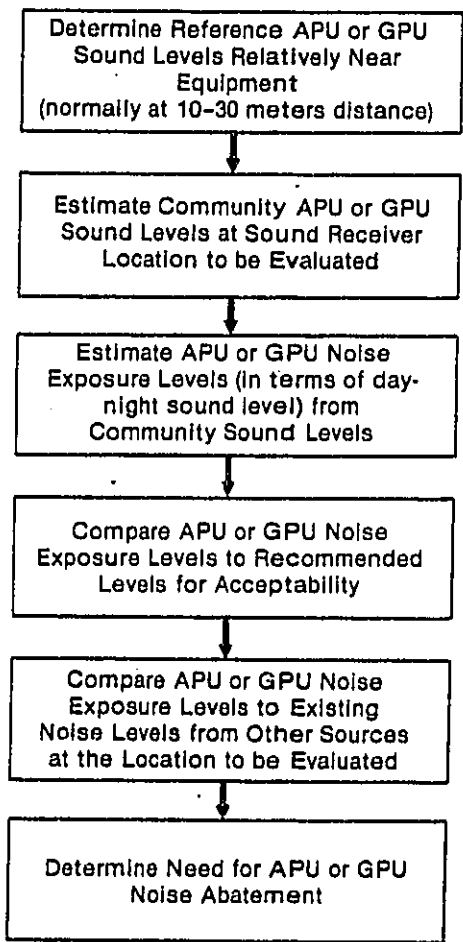 Determine Reference APU or GPU
Sound Levels Relatively Near
Equipment
(normally at 10-30 meters distance)
Estimate Community APU or GPU
Sound Levels at Sound Receiver
Location to be Evaluated
Estimate APU or GPU Noise
Exposure Levels (in terms of day-
night sound level) from
Community Sound Levels
Compare APU or GPU Noise
Exposure Levels to Recommended
Levels for Acceptability
Compare APU or GPU Noise
Exposure Levels to Existing
Noise Levels from Other Sources
at the Location to be Evaluated
Determine Need for APU or GPU
Noise Abatement